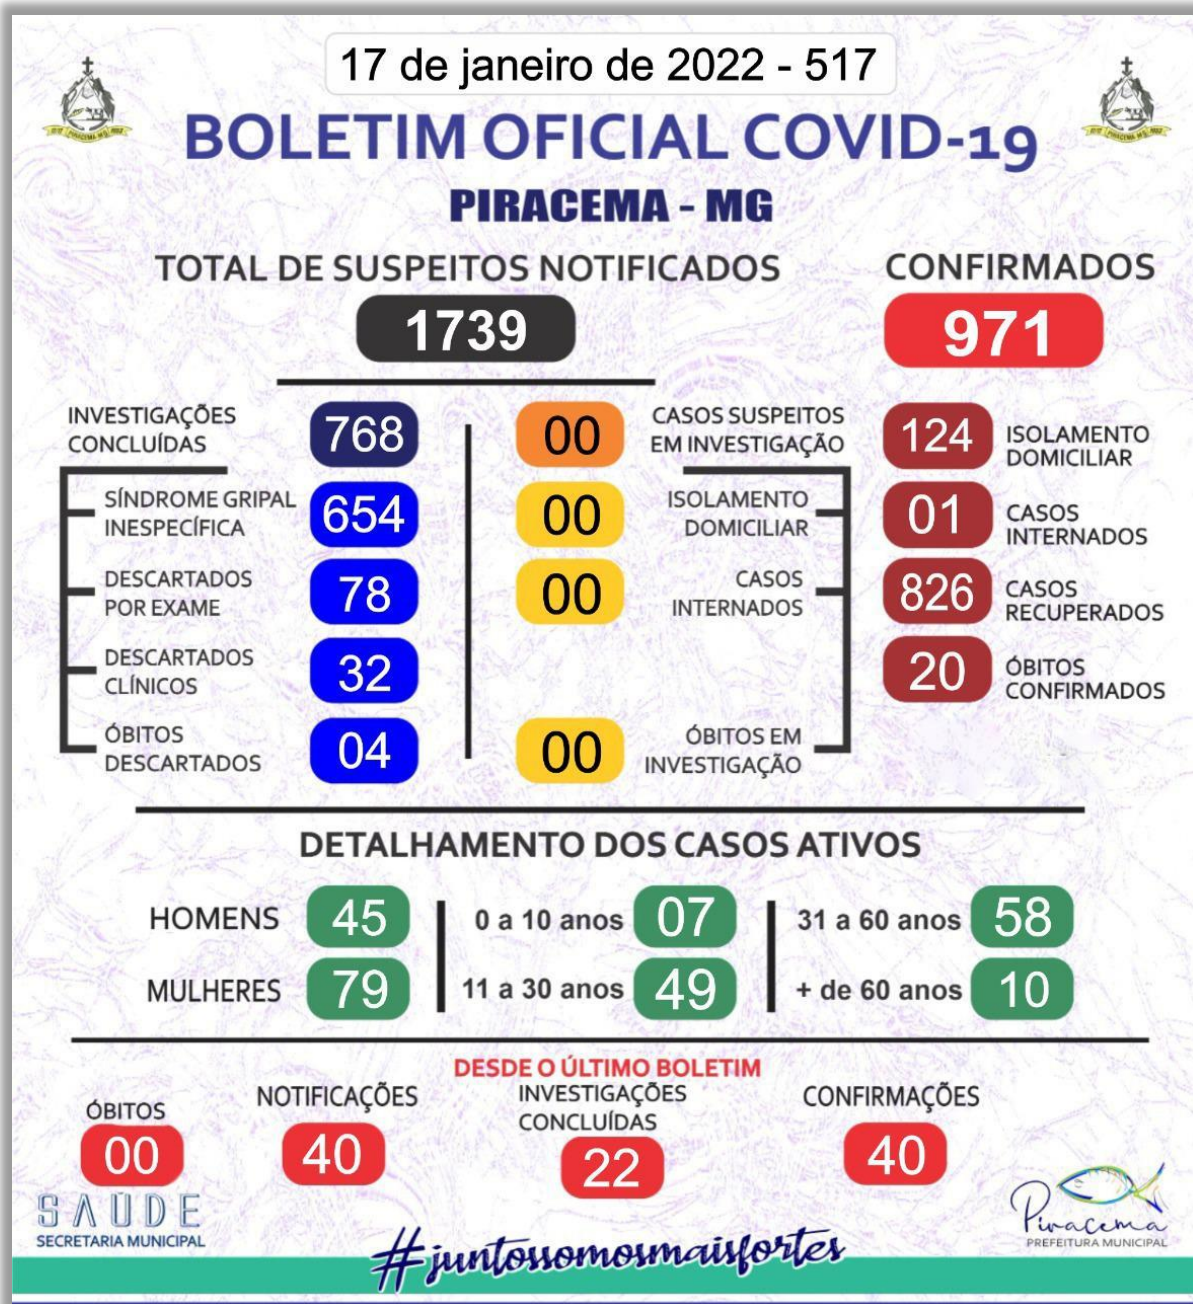 17 de janeiro de 2022 - 517
BOLETIM OFICIAL COVID-19
PIRACEMA - MG
TOTAL DE SUSPEITOS NOTIFICADOS
1739
CONFIRMADOS
971
INVESTIGAÇÕES
CONCLUÍDAS
768
SÍNDROME GRIPAL
INESPECÍFICA
654
DESCARTADOS
POR EXAME
78
DESCARTADOS
CLÍNICOS
32
ÓBITOS
DESCARTADOS
04
00
CASOS SUSPEITOS
EM INVESTIGAÇÃO
00
ISOLAMENTO
DOMICILIAR
00
CASOS
INTERNADOS
00
ÓBITOS EM
INVESTIGAÇÃO
124
ISOLAMENTO
DOMICILIAR
01
CASOS
INTERNADOS
826
CASOS
RECUPERADOS
20
ÓBITOS
CONFIRMADOS
DETALHAMENTO DOS CASOS ATIVOS
HOMENS 45
MULHERES 79
0 a 10 anos 07
11 a 30 anos 49
31 a 60 anos 58
+ de 60 anos 10
DESDE O ÚLTIMO BOLETIM
ÓBITOS
00
NOTIFICAÇÕES
40
INVESTIGAÇÕES
CONCLUÍDAS
22
CONFIRMAÇÕES
40
SAÚDE
SECRETARIA MUNICIPAL
#juntossomosmaisfortes
Piracema
PREFEITURA MUNICIPAL